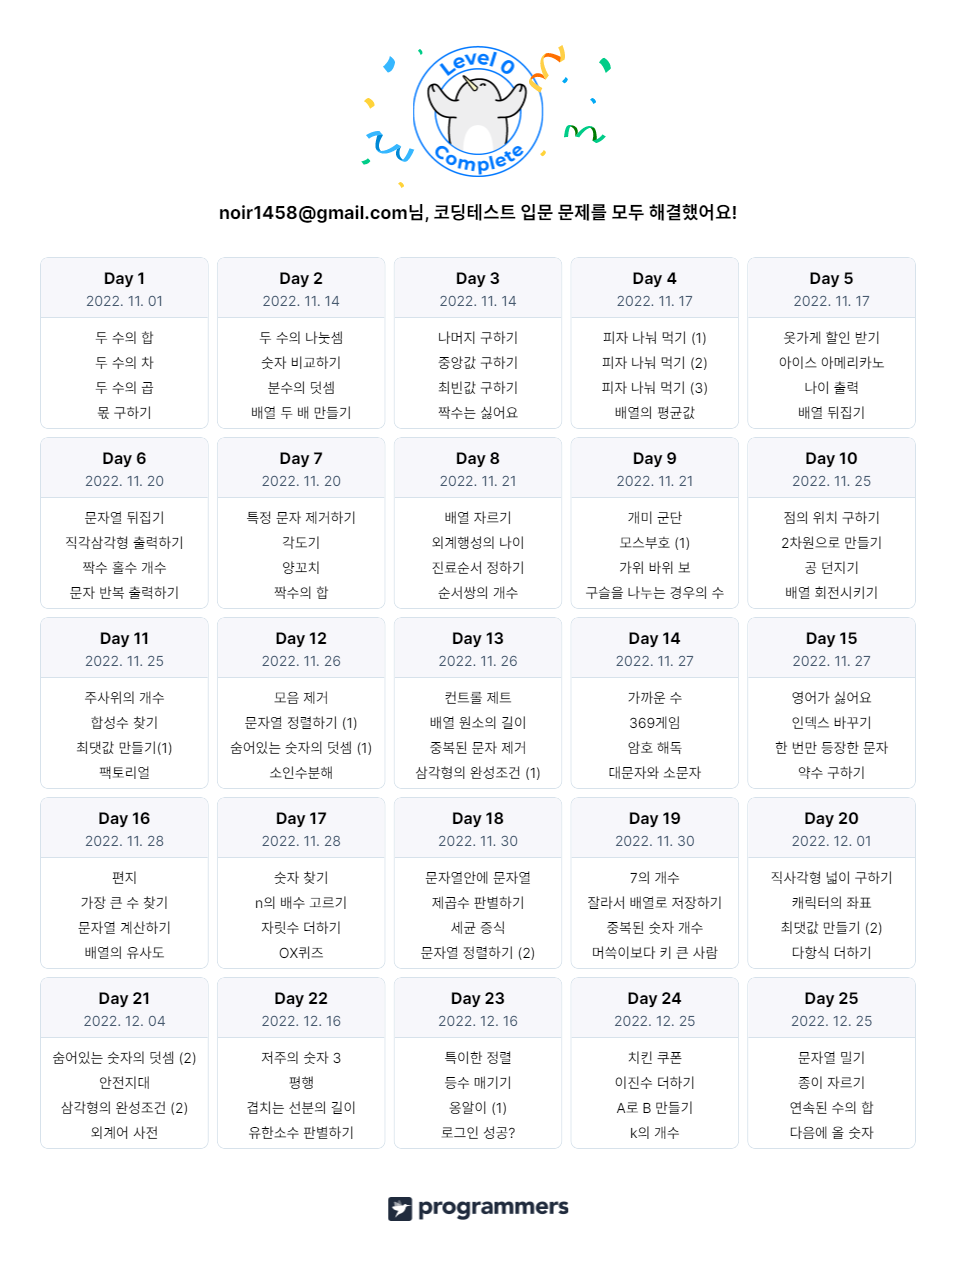 Level 0
Complete
noir1458@gmail.com님, 코딩테스트 입문 문제를 모두 해결했어요!
Day 1
2022. 11. 01
두 수의 합
두 수의 차
두 수의 곱
몫 구하기
Day 2
2022. 11. 14
두 수의 나눗셈
숫자 비교하기
분수의 덧셈
배열 두 배 만들기
Day 3
2022. 11. 14
나머지 구하기
중앙값 구하기
최빈값 구하기
짝수는 싫어요
Day 4
2022. 11. 17
피자 나눠 먹기 (1)
피자 나눠 먹기 (2)
피자 나눠 먹기 (3)
배열의 평균값
Day 5
2022. 11. 17
옷가게 할인 받기
아이스 아메리카노
나이 출력
배열 뒤집기
Day 6
2022. 11. 20
문자열 뒤집기
직각삼각형 출력하기
짝수 홀수 개수
문자 반복 출력하기
Day 7
2022. 11. 20
특정 문자 제거하기
각도기
양꼬치
짝수의 합
Day 8
2022. 11. 21
배열 자르기
외계행성의 나이
진료순서 정하기
순서쌍의 개수
Day 9
2022. 11. 21
개미 군단
모스부호 (1)
가위 바위 보
구슬을 나누는 경우의 수
Day 10
2022. 11. 25
점의 위치 구하기
2차원으로 만들기
공 던지기
배열 회전시키기
Day 11
2022. 11. 25
주사위의 개수
합성수 찾기
최댓값 만들기(1)
팩토리얼
Day 12
2022. 11. 26
모음 제거
문자열 정렬하기 (1)
숨어있는 숫자의 덧셈 (1)
소인수분해
Day 13
2022. 11. 26
컨트롤 제트
배열 원소의 길이
중복된 문자 제거
삼각형의 완성조건 (1)
Day 14
2022. 11. 27
가까운 수
369게임
암호 해독
대문자와 소문자
Day 15
2022. 11. 27
영어가 싫어요
인덱스 바꾸기
한 번만 등장한 문자
약수 구하기
Day 16
2022. 11. 28
편지
가장 큰 수 찾기
문자열 계산하기
배열의 유사도
Day 17
2022. 11. 28
숫자 찾기
n의 배수 고르기
자릿수 더하기
OX퀴즈
Day 18
2022. 11. 30
문자열안에 문자열
제곱수 판별하기
세균 증식
문자열 정렬하기 (2)
Day 19
2022. 11. 30
7의 개수
잘라서 배열로 저장하기
중복된 숫자 개수
머쓱이보다 키 큰 사람
Day 20
2022. 12. 01
직사각형 넓이 구하기
캐릭터의 좌표
최댓값 만들기 (2)
다항식 더하기
Day 21
2022. 12. 04
숨어있는 숫자의 덧셈 (2)
안전지대
삼각형의 완성조건 (2)
외계어 사전
Day 22
2022. 12. 16
저주의 숫자 3
평행
겹치는 선분의 길이
유한소수 판별하기
Day 23
2022. 12. 16
특이한 정렬
등수 매기기
옹알이 (1)
로그인 성공?
Day 24
2022. 12. 25
치킨 쿠폰
이진수 더하기
A로 B 만들기
k의 개수
Day 25
2022. 12. 25
문자열 밀기
종이 자르기
연속된 수의 합
다음에 올 숫자
programmers